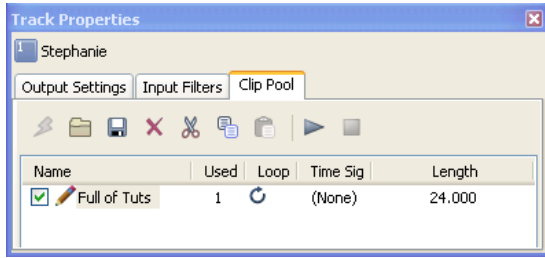 Track Properties
1 Stephanie
Output Settings Input Filters Clip Pool
Name Used Loop Time Sig Length
Full of Tuts 1 (None) 24.000